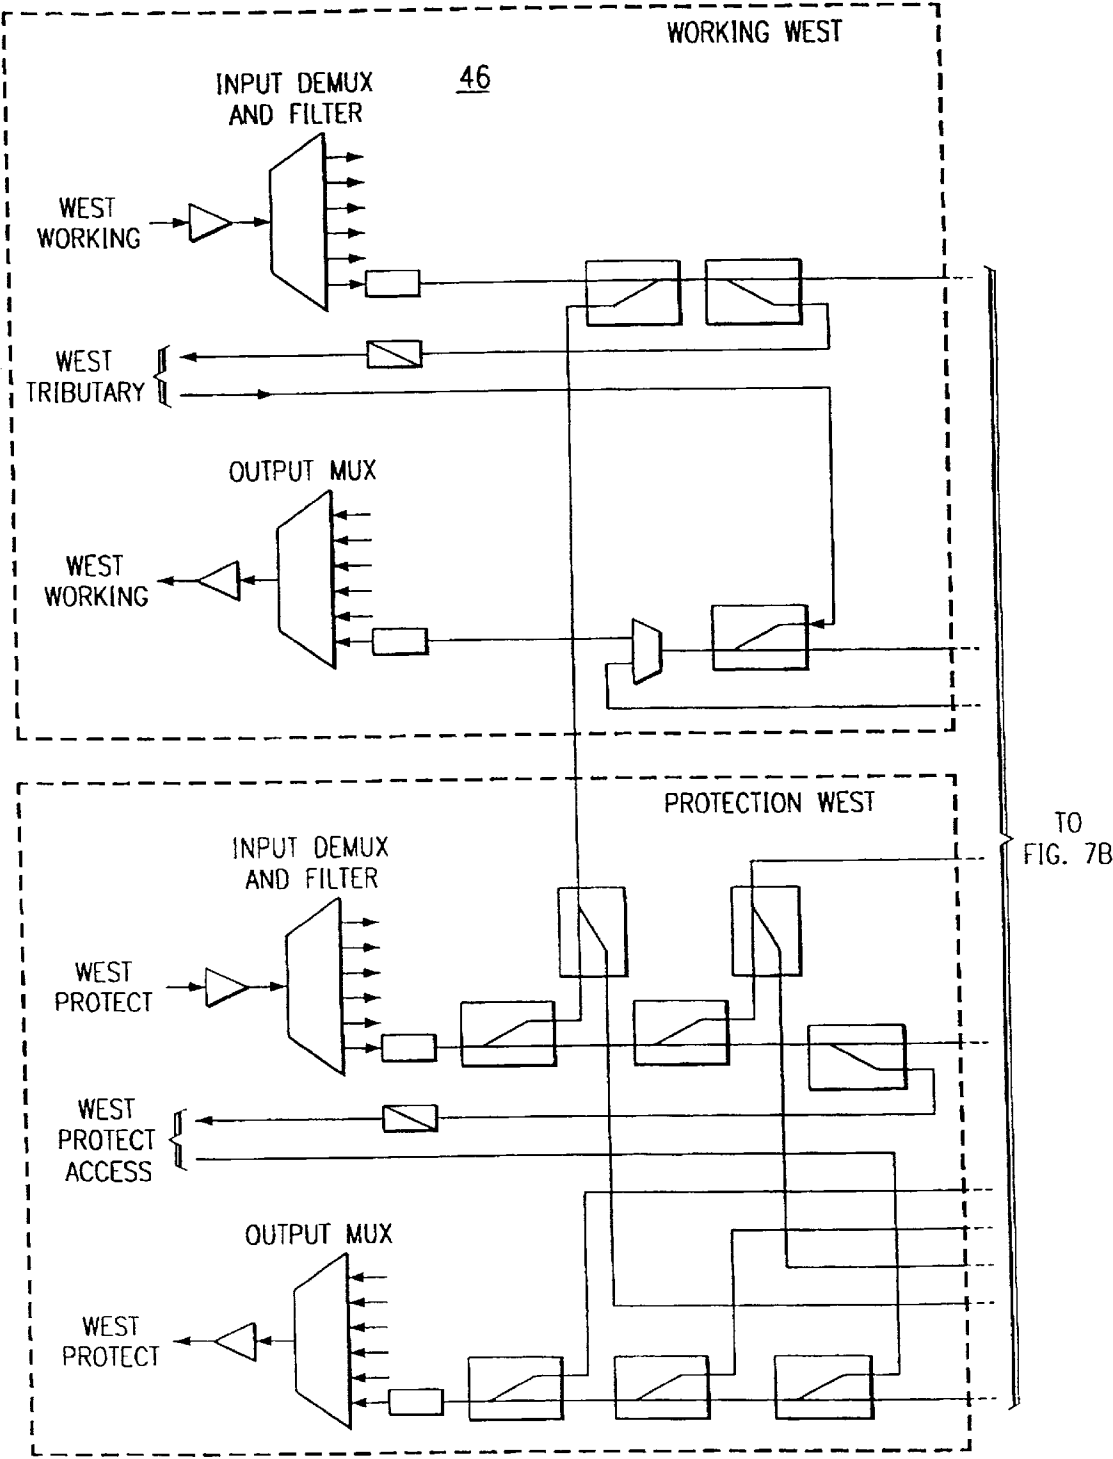 WORKING WEST
46
INPUT DEMUX
AND FILTER
WEST
WORKING
WEST
TRIBUTARY
OUTPUT MUX
WEST
WORKING
PROTECTION WEST
TO
FIG. 7B
INPUT DEMUX
AND FILTER
WEST
PROTECT
WEST
PROTECT
ACCESS
OUTPUT MUX
WEST
PROTECT